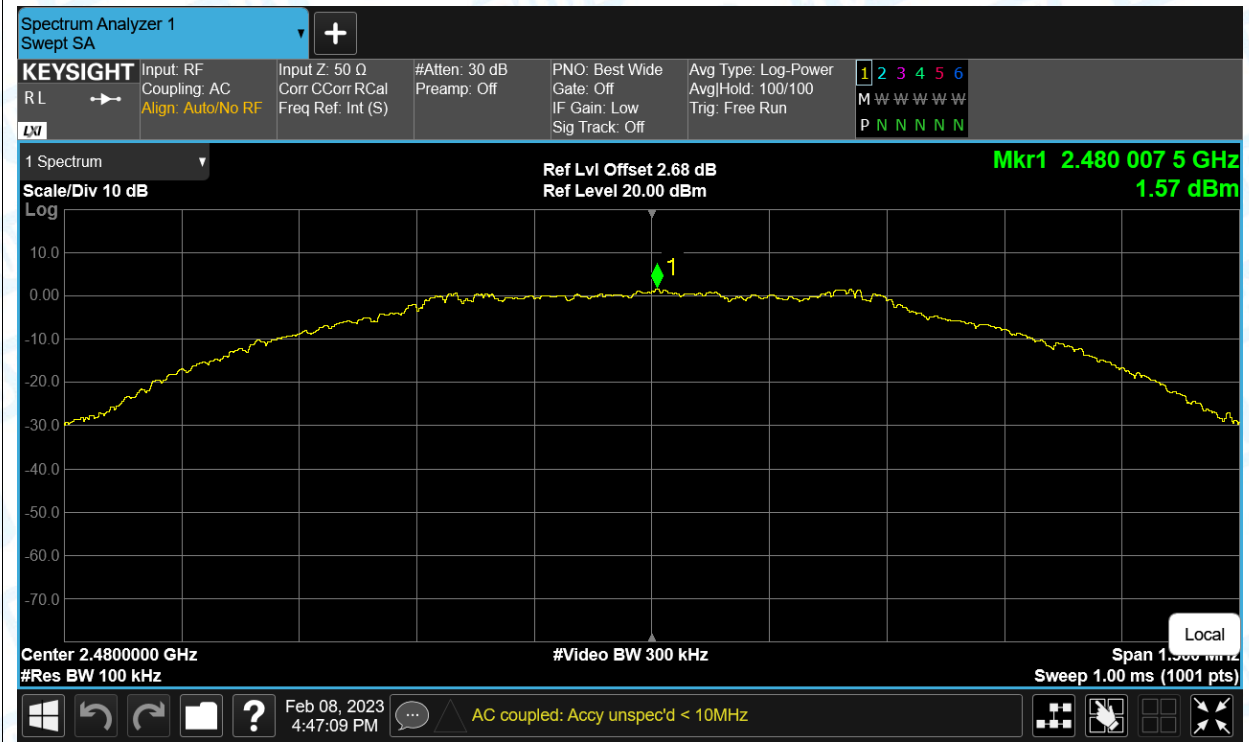 Spectrum Analyzer 1
Swept SA
+
KEYSIGHT
RL
LXI
Input: RF
Coupling: AC
Align: Auto/No RF
Input Z: 50 Ω
Corr CCorr RCal
Freq Ref: Int (S)
#Atten: 30 dB
Preamp: Off
PNO: Best Wide
Gate: Off
IF Gain: Low
Sig Track: Off
Avg Type: Log-Power
Avg|Hold: 100/100
Trig: Free Run
1 2 3 4 5 6
M W W W W W W
P N N N N N N
1 Spectrum
Scale/Div 10 dB
Log
Ref Lvl Offset 2.68 dB
Ref Level 20.00 dBm
Mkr1 2.480 007 5 GHz
1.57 dBm
1
10.0
0.00
-10.0
-20.0
-30.0
-40.0
-50.0
-60.0
-70.0
Local
Center 2.4800000 GHz
#Video BW 300 kHz
Span
#Res BW 100 kHz
Sweep 1.00 ms (1001 pts)
?
Feb 08, 2023
4:47:09 PM
AC coupled: Accy unspec'd < 10MHz